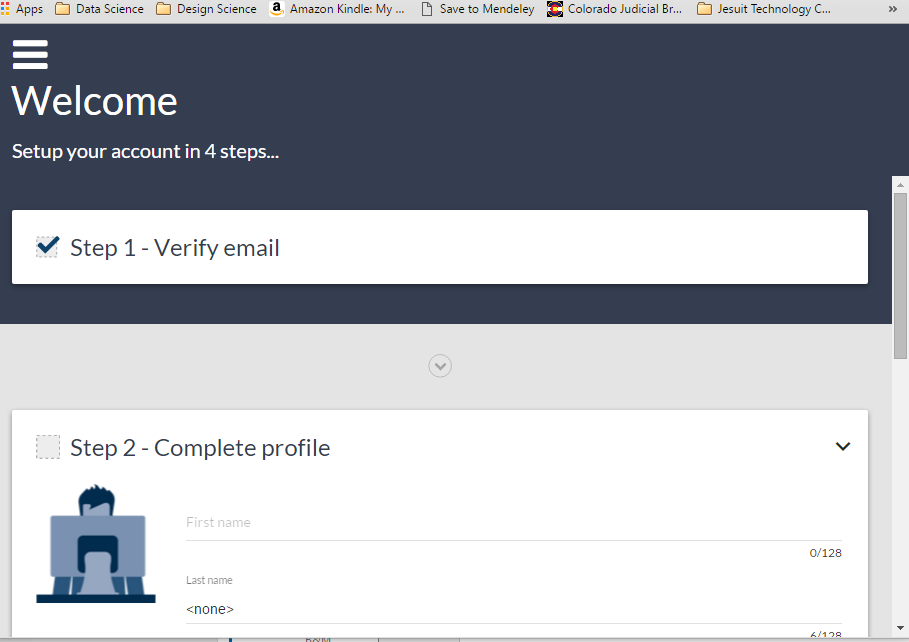 Apps Data Science Design Science Amazon Kindle: My ... Save to Mendeley Colorado Judicial Br... Jesuit Technology C... »
Welcome
Setup your account in 4 steps...
Step 1 - Verify email
Step 2 - Complete profile
First name
0/128
Last name
<none>
6/128